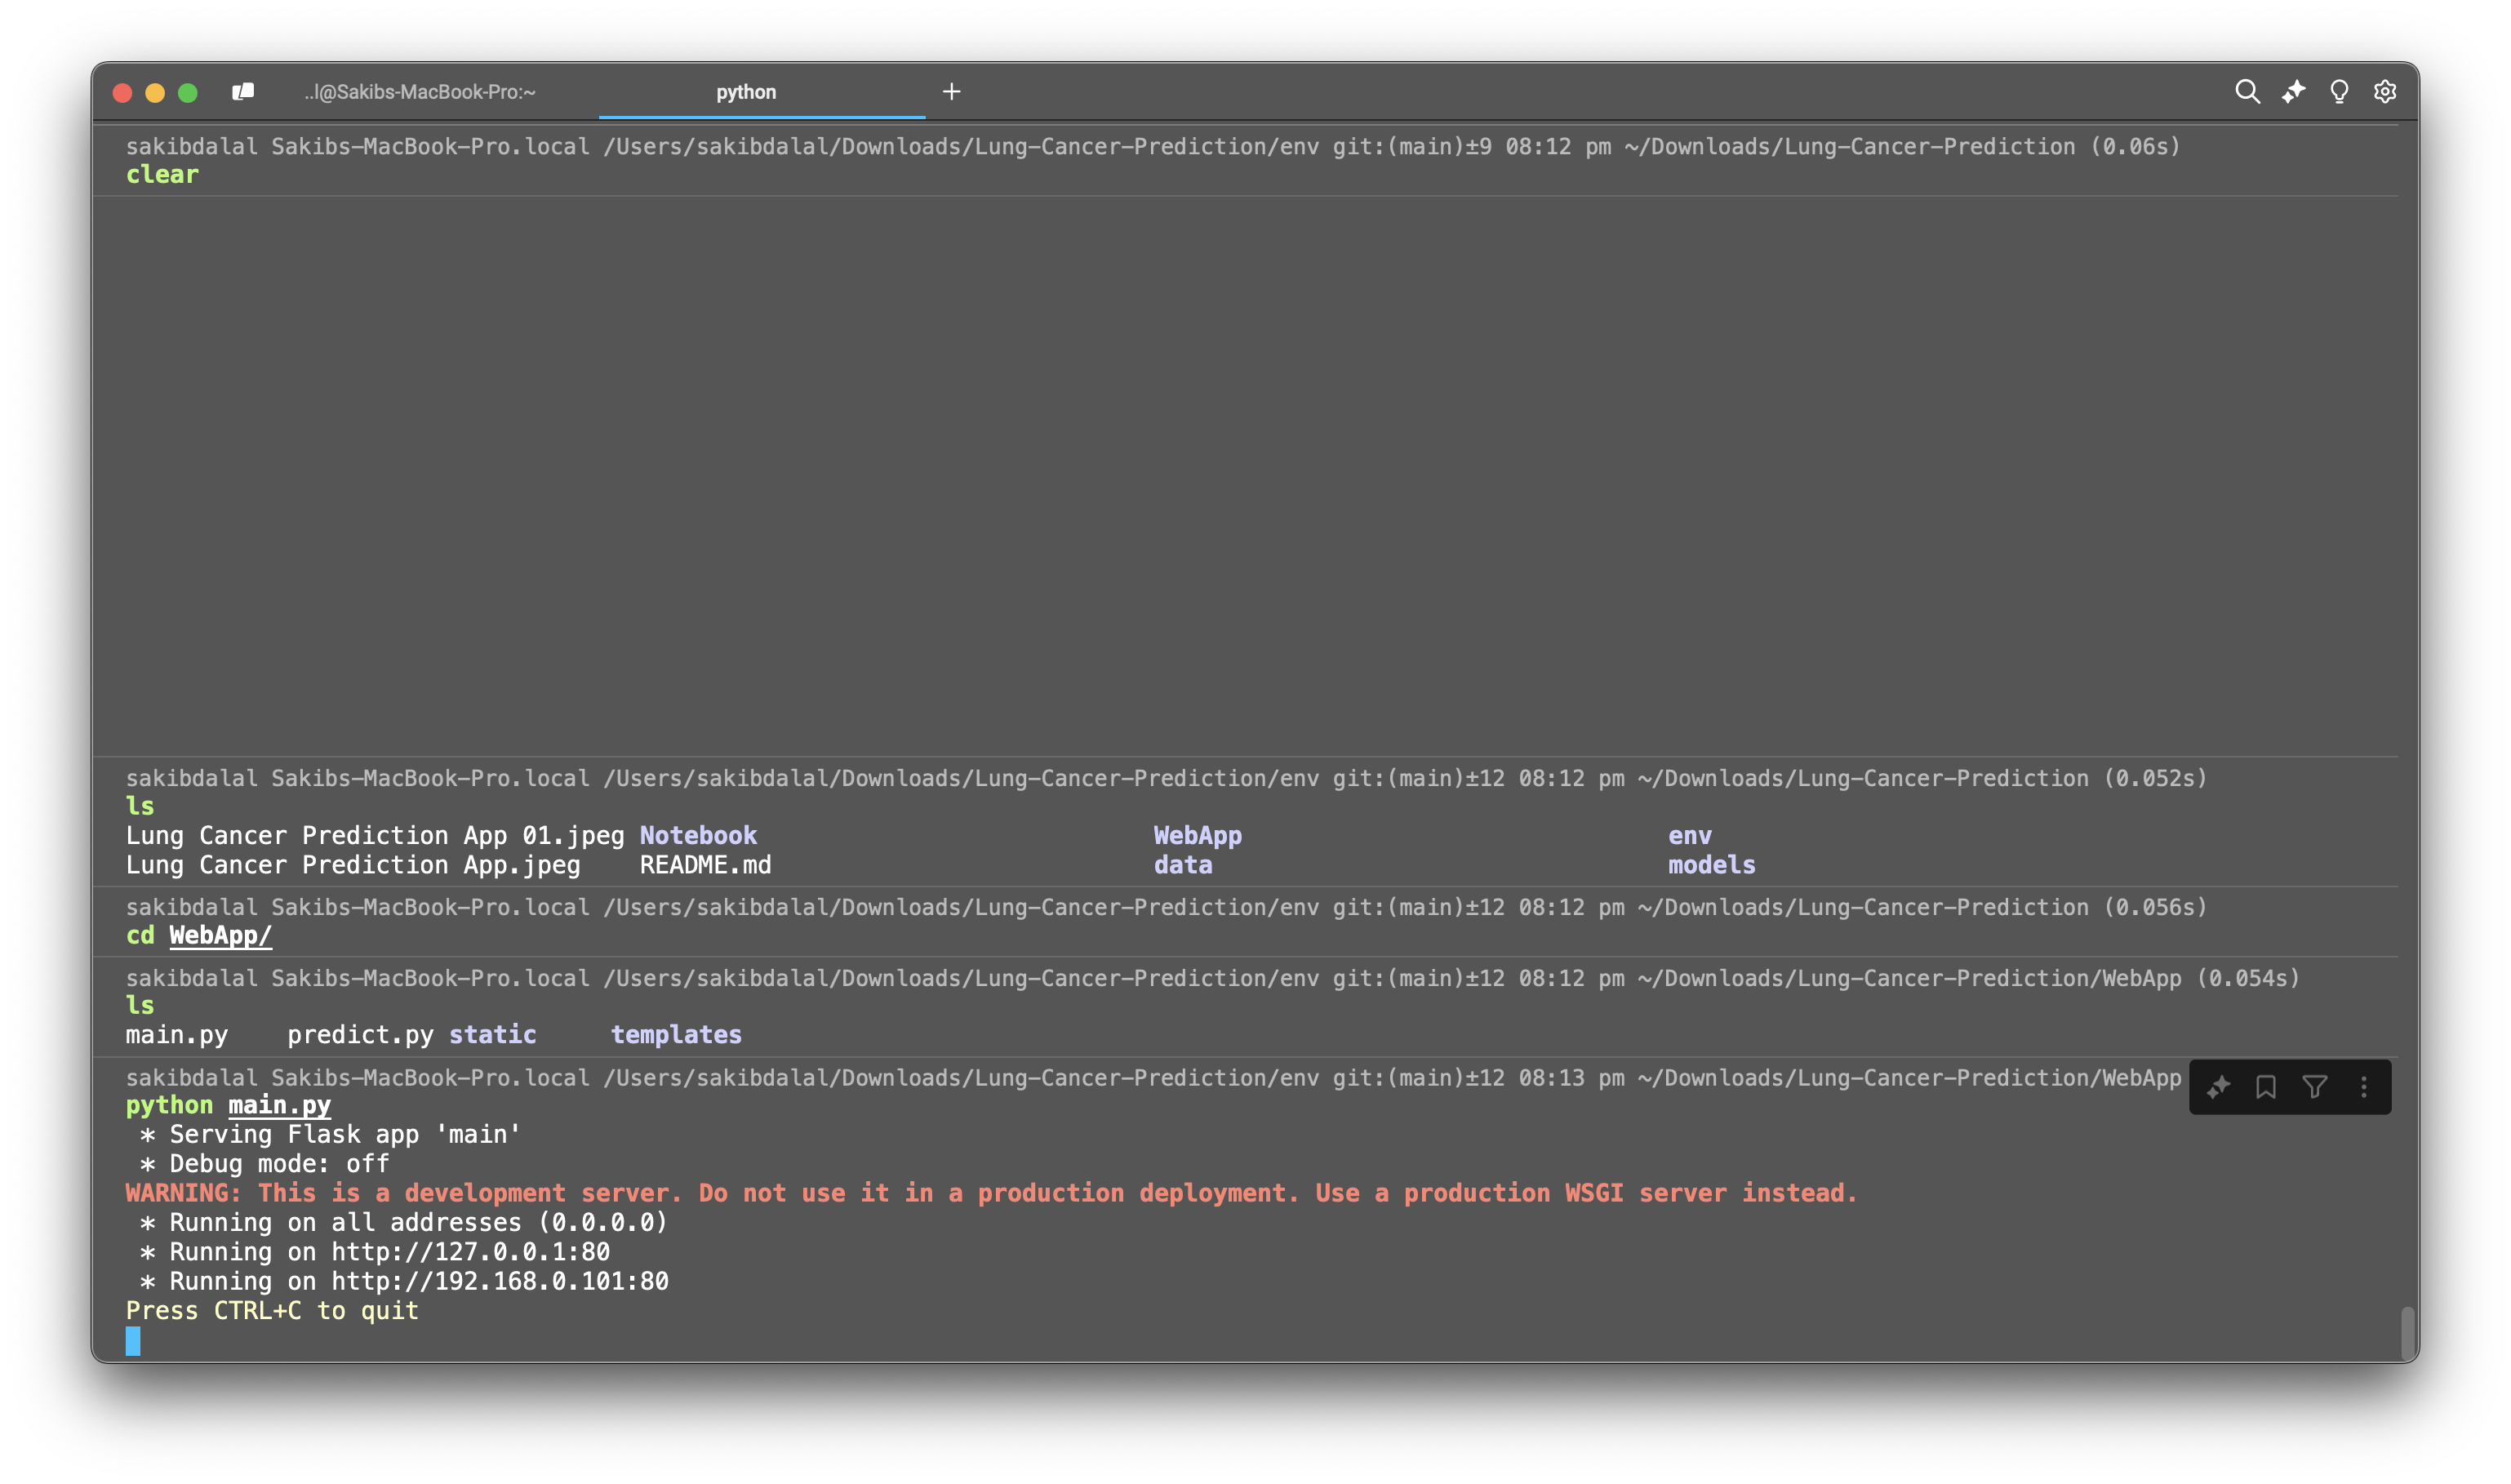 ..l@Sakibs-MacBook-Pro:~ python +
sakibdalal Sakibs-MacBook-Pro.local /Users/sakibdalal/Downloads/Lung-Cancer-Prediction/env git:(main)±9 08:12 pm ~/Downloads/Lung-Cancer-Prediction (0.06s)
clear
sakibdalal Sakibs-MacBook-Pro.local /Users/sakibdalal/Downloads/Lung-Cancer-Prediction/env git:(main)±12 08:12 pm ~/Downloads/Lung-Cancer-Prediction (0.052s)
ls
Lung Cancer Prediction App 01.jpeg Notebook WebApp env
Lung Cancer Prediction App.jpeg README.md data models
sakibdalal Sakibs-MacBook-Pro.local /Users/sakibdalal/Downloads/Lung-Cancer-Prediction/env git:(main)±12 08:12 pm ~/Downloads/Lung-Cancer-Prediction (0.056s)
cd WebApp/
sakibdalal Sakibs-MacBook-Pro.local /Users/sakibdalal/Downloads/Lung-Cancer-Prediction/env git:(main)±12 08:12 pm ~/Downloads/Lung-Cancer-Prediction/WebApp (0.054s)
ls
main.py predict.py static templates
sakibdalal Sakibs-MacBook-Pro.local /Users/sakibdalal/Downloads/Lung-Cancer-Prediction/env git:(main)±12 08:13 pm ~/Downloads/Lung-Cancer-Prediction/WebApp
python main.py
* Serving Flask app 'main'
* Debug mode: off
WARNING: This is a development server. Do not use it in a production deployment. Use a production WSGI server instead.
* Running on all addresses (0.0.0.0)
* Running on http://127.0.0.1:80
* Running on http://192.168.0.101:80
Press CTRL+C to quit